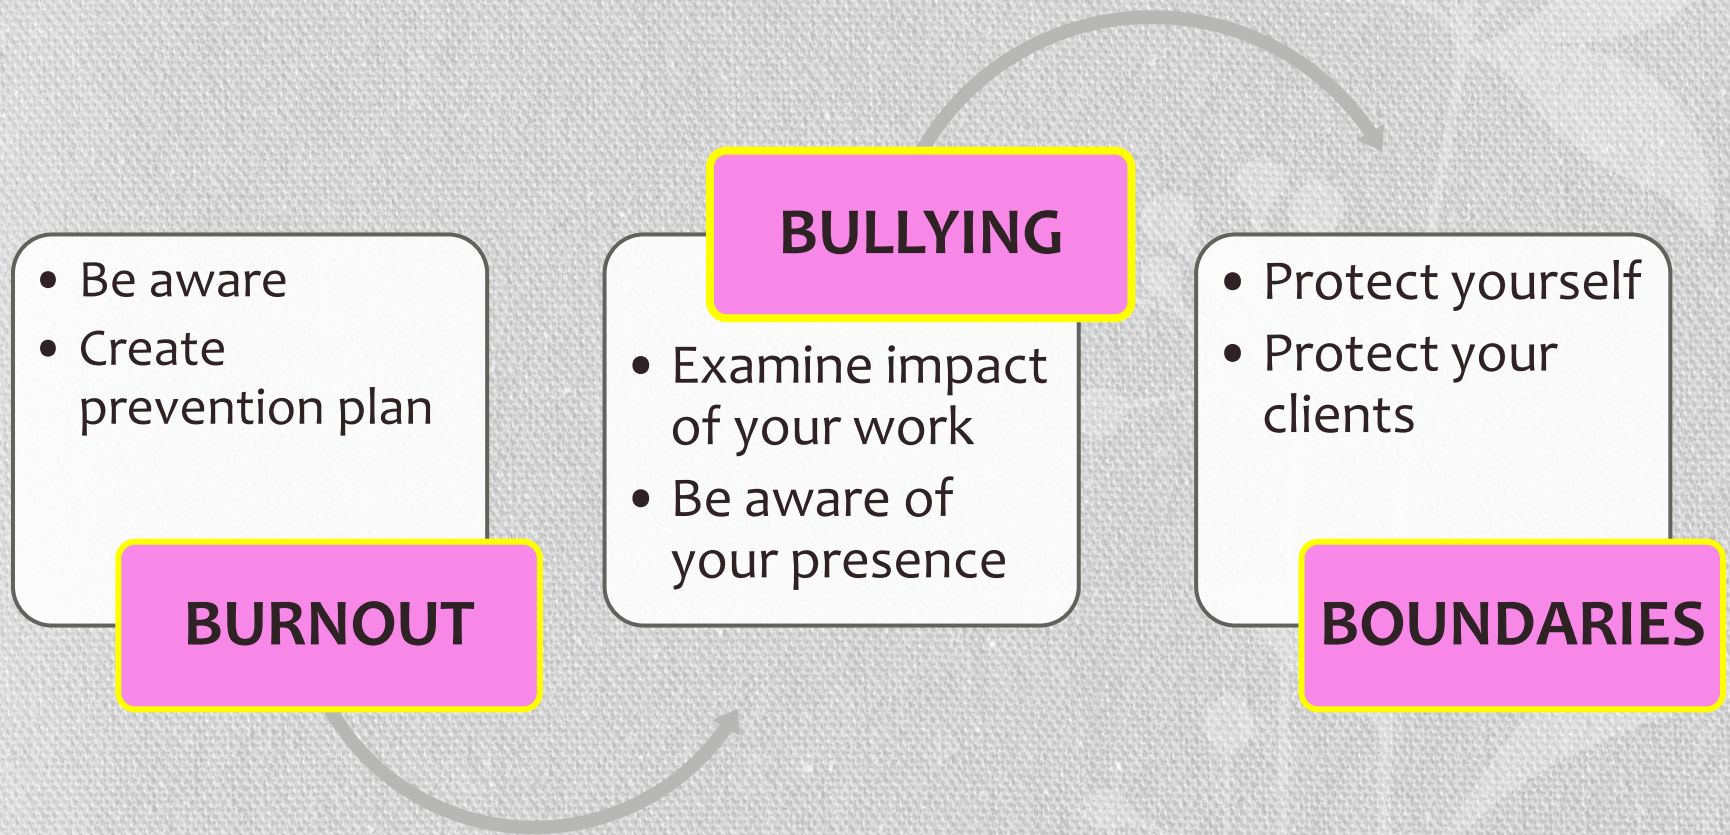 • Be aware
• Create
prevention plan
BURNOUT
BULLYING
• Examine impact
of your work
• Be aware of
your presence
• Protect yourself
• Protect your
clients
BOUNDARIES